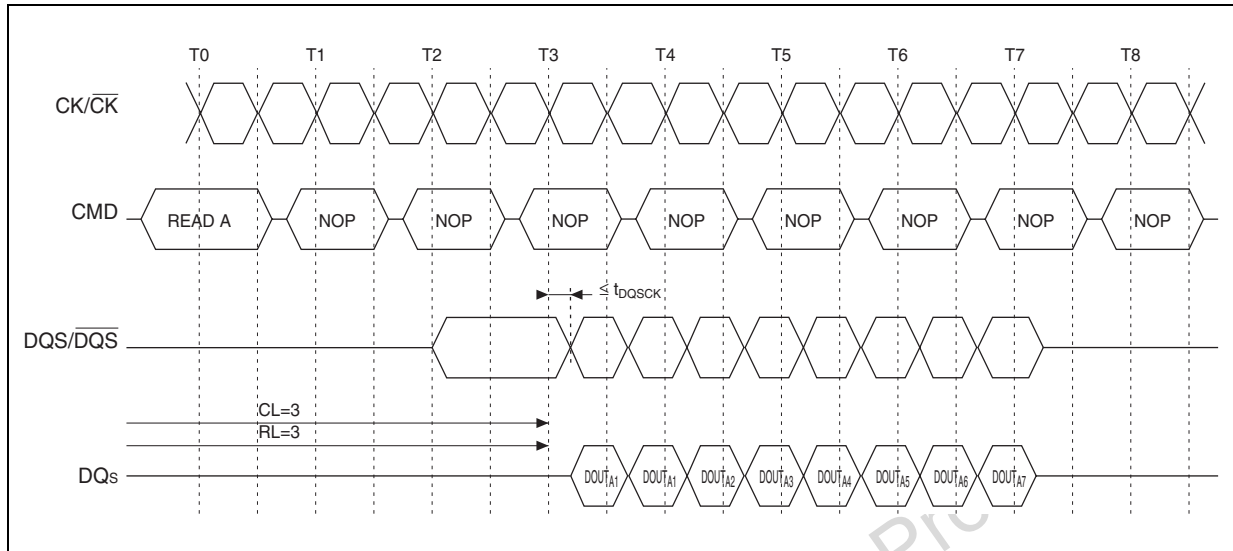 T0 T1 T2 T3 T4 T5 T6 T7 T8
CK/CK
CMD READ A NOP NOP NOP NOP NOP NOP NOP NOP
≤ tDQSCK
DQS/DQS
CL=3
RL=3
DQs DOUTA1 DOUTA1 DOUTA2 DOUTA3 DOUTA4 DOUTA5 DOUTA6 DOUTA7